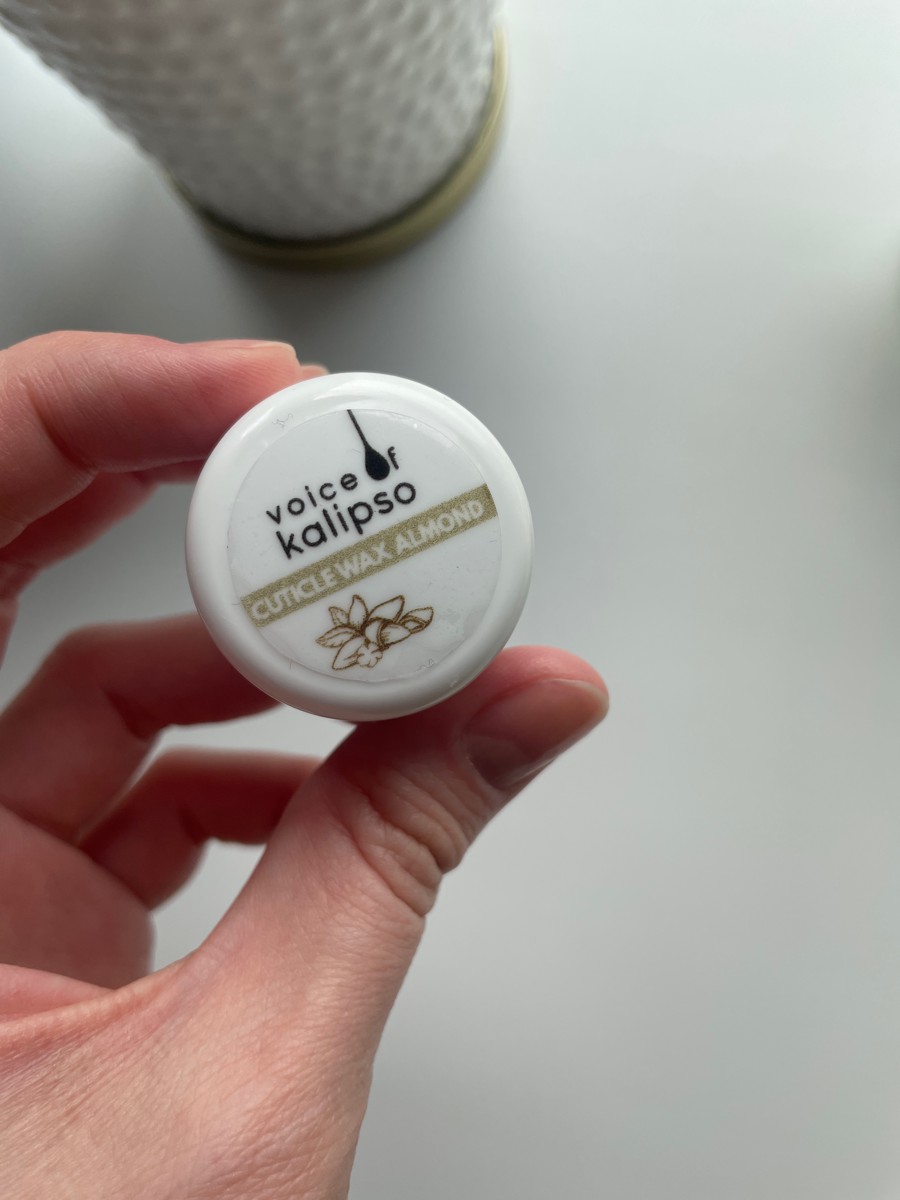 voice of
kalipso
CUTICLE WAX ALMOND